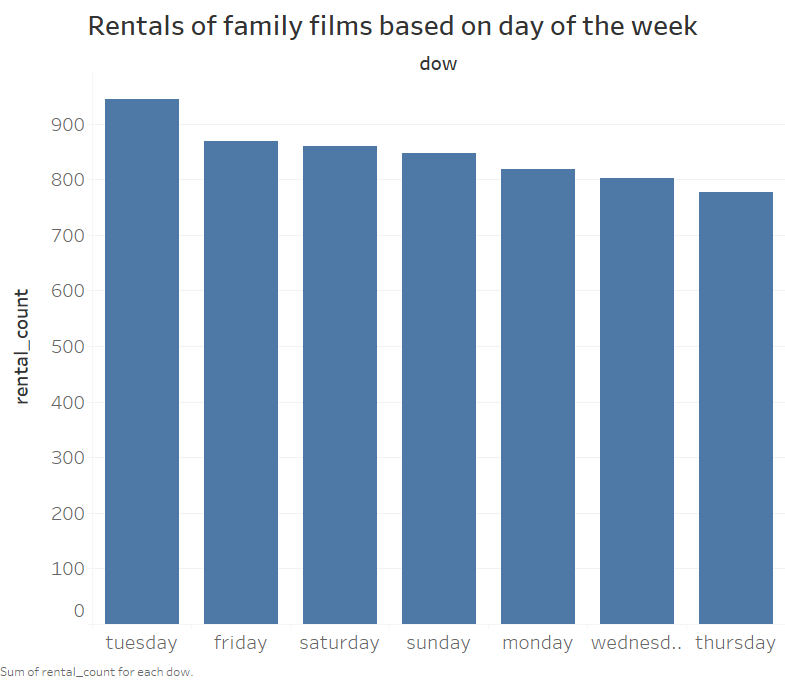 Rentals of family films based on day of the week
dow
900
800
700
600
500
400
300
200
100
0
rental_count
tuesday friday saturday sunday monday wednesd.. thursday
Sum of rental_count for each dow.